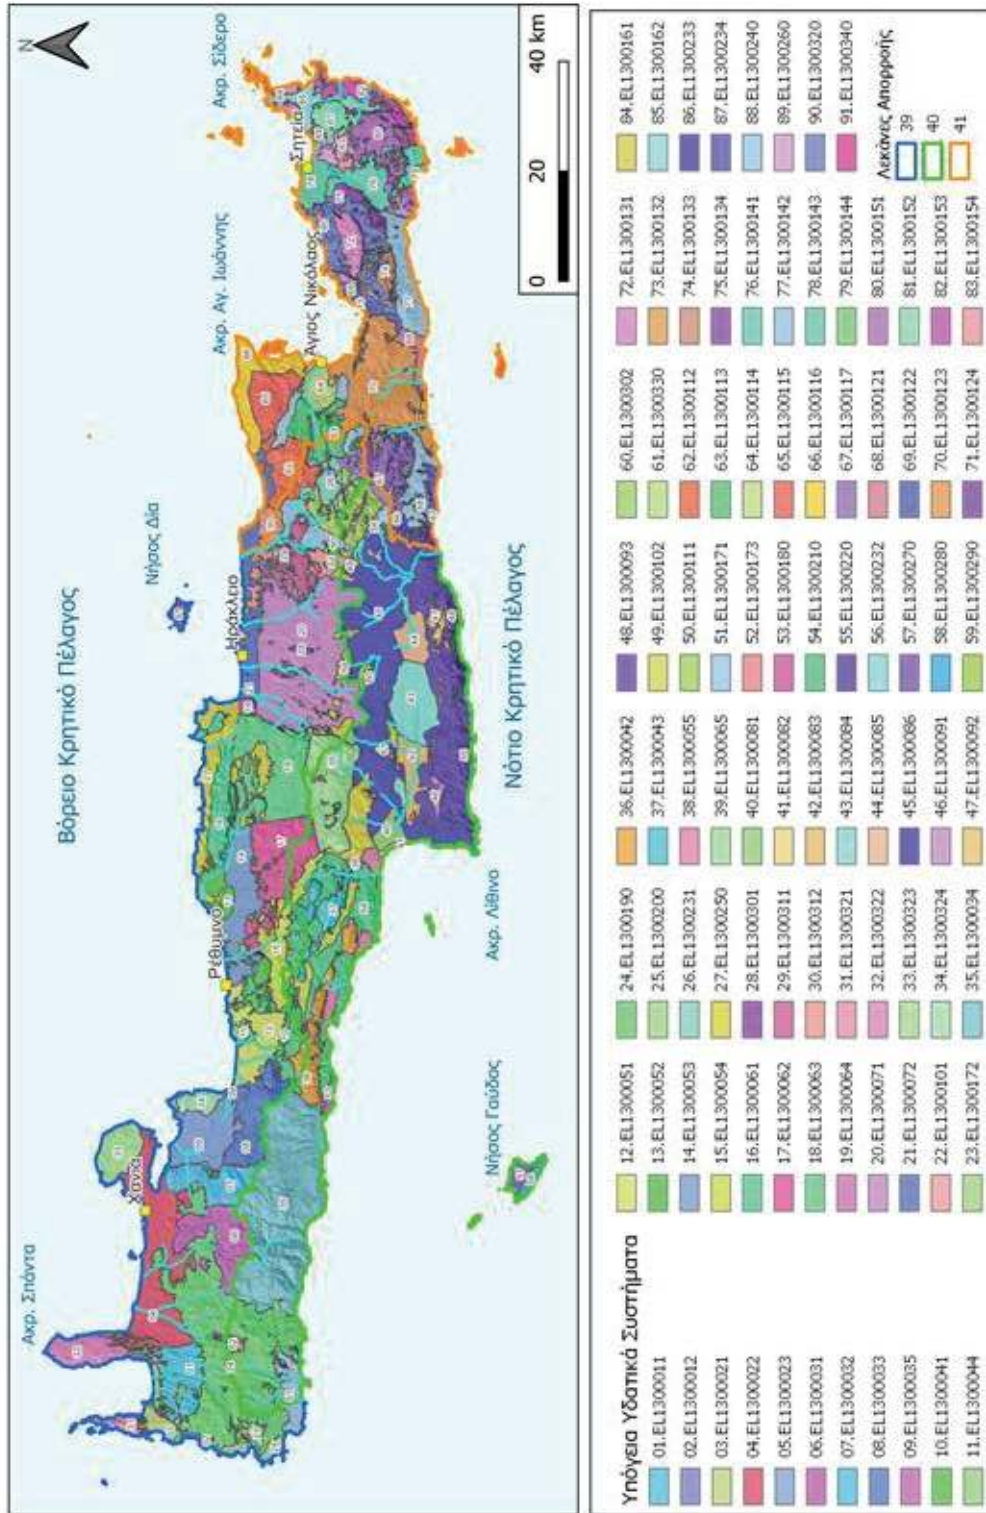 N
Ακρ. Σπάντα
Χανιά
Βόρειο Κρητικό Πέλαγος
Ρέθυμνο
Νήσος Δία
Ηράκλειο
Ακρ. Αγ. Ιωάννης
Άγιος Νικόλαος
Ακρ. Σίδερο
Σητεία
Νήσος Γαύδος
Ακρ. Λίθινο
Νότιο Κρητικό Πέλαγος
0 20 40 km
Υπόγεια Υδατικά Συστήματα
01.EL1300011
02.EL1300012
03.EL1300021
04.EL1300022
05.EL1300023
06.EL1300031
07.EL1300032
08.EL1300033
09.EL1300035
10.EL1300041
11.EL1300044
12.EL1300051
13.EL1300052
14.EL1300053
15.EL1300054
16.EL1300061
17.EL1300062
18.EL1300063
19.EL1300064
20.EL1300071
21.EL1300072
22.EL1300101
23.EL1300172
24.EL1300190
25.EL1300200
26.EL1300231
27.EL1300250
28.EL1300301
29.EL1300311
30.EL1300312
31.EL1300321
32.EL1300322
33.EL1300323
34.EL1300324
35.EL1300034
36.EL1300042
37.EL1300043
38.EL1300055
39.EL1300065
40.EL1300081
41.EL1300082
42.EL1300083
43.EL1300084
44.EL1300085
45.EL1300086
46.EL1300091
47.EL1300092
48.EL1300093
49.EL1300102
50.EL1300111
51.EL1300171
52.EL1300173
53.EL1300180
54.EL1300210
55.EL1300220
56.EL1300232
57.EL1300270
58.EL1300280
59.EL1300290
60.EL1300302
61.EL1300330
62.EL1300112
63.EL1300113
64.EL1300114
65.EL1300115
66.EL1300116
67.EL1300117
68.EL1300121
69.EL1300122
70.EL1300123
71.EL1300124
72.EL1300131
73.EL1300132
74.EL1300133
75.EL1300134
76.EL1300141
77.EL1300142
78.EL1300143
79.EL1300144
80.EL1300151
81.EL1300152
82.EL1300153
83.EL1300154
84.EL1300161
85.EL1300162
86.EL1300233
87.EL1300234
88.EL1300240
89.EL1300260
90.EL1300320
91.EL1300340
Λεκάνες Απορροής
39
40
41